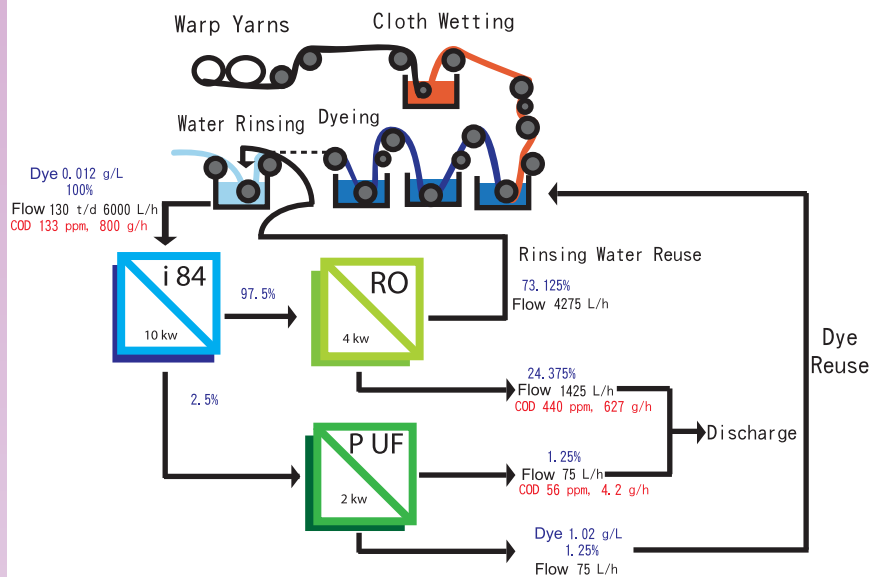 Warp Yarns
Cloth Wetting
Water Rinsing
Dyeing
Dye 0.012 g/L
100%
Flow 130 t/d 6000 L/h
COD 133 ppm, 800 g/h
i 84
10 kw
97.5%
RO
4 kw
Rinsing Water Reuse
73.125%
Flow 4275 L/h
Dye
Reuse
2.5%
24.375%
Flow 1425 L/h
COD 440 ppm, 627 g/h
Discharge
P UF
2 kw
1.25%
Flow 75 L/h
COD 56 ppm, 4.2 g/h
Dye 1.02 g/L
1.25%
Flow 75 L/h